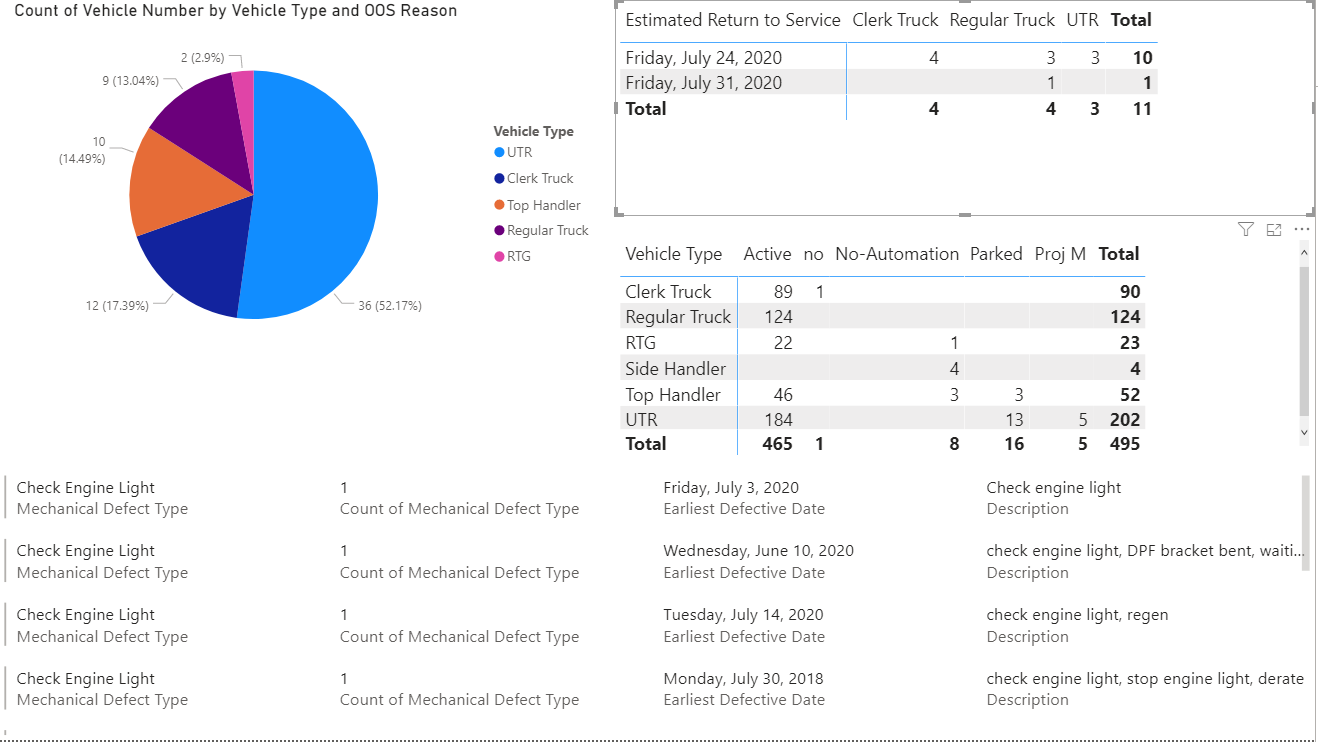 Count of Vehicle Number by Vehicle Type and OOS Reason
2 (2.9%)
9 (13.04%)
10
(14.49%)
12 (17.39%)
36 (52.17%)
Vehicle Type
UTR
Clerk Truck
Top Handler
Regular Truck
RTG
Estimated Return to Service Clerk Truck Regular Truck UTR Total
Friday, July 24, 2020 4 3 3 10
Friday, July 31, 2020 1 1
Total 4 4 3 11
Vehicle Type Active no No-Automation Parked Proj M Total
Clerk Truck 89 1 90
Regular Truck 124 124
RTG 22 1 23
Side Handler 4 4
Top Handler 46 3 3 52
UTR 184 13 5 202
Total 465 1 8 16 5 495
Check Engine Light 1 Friday, July 3, 2020 Check engine light
Mechanical Defect Type Count of Mechanical Defect Type Earliest Defective Date Description
Check Engine Light 1 Wednesday, June 10, 2020 check engine light, DPF bracket bent, waiti...
Mechanical Defect Type Count of Mechanical Defect Type Earliest Defective Date Description
Check Engine Light 1 Tuesday, July 14, 2020 check engine light, regen
Mechanical Defect Type Count of Mechanical Defect Type Earliest Defective Date Description
Check Engine Light 1 Monday, July 30, 2018 check engine light, stop engine light, derate
Mechanical Defect Type Count of Mechanical Defect Type Earliest Defective Date Description